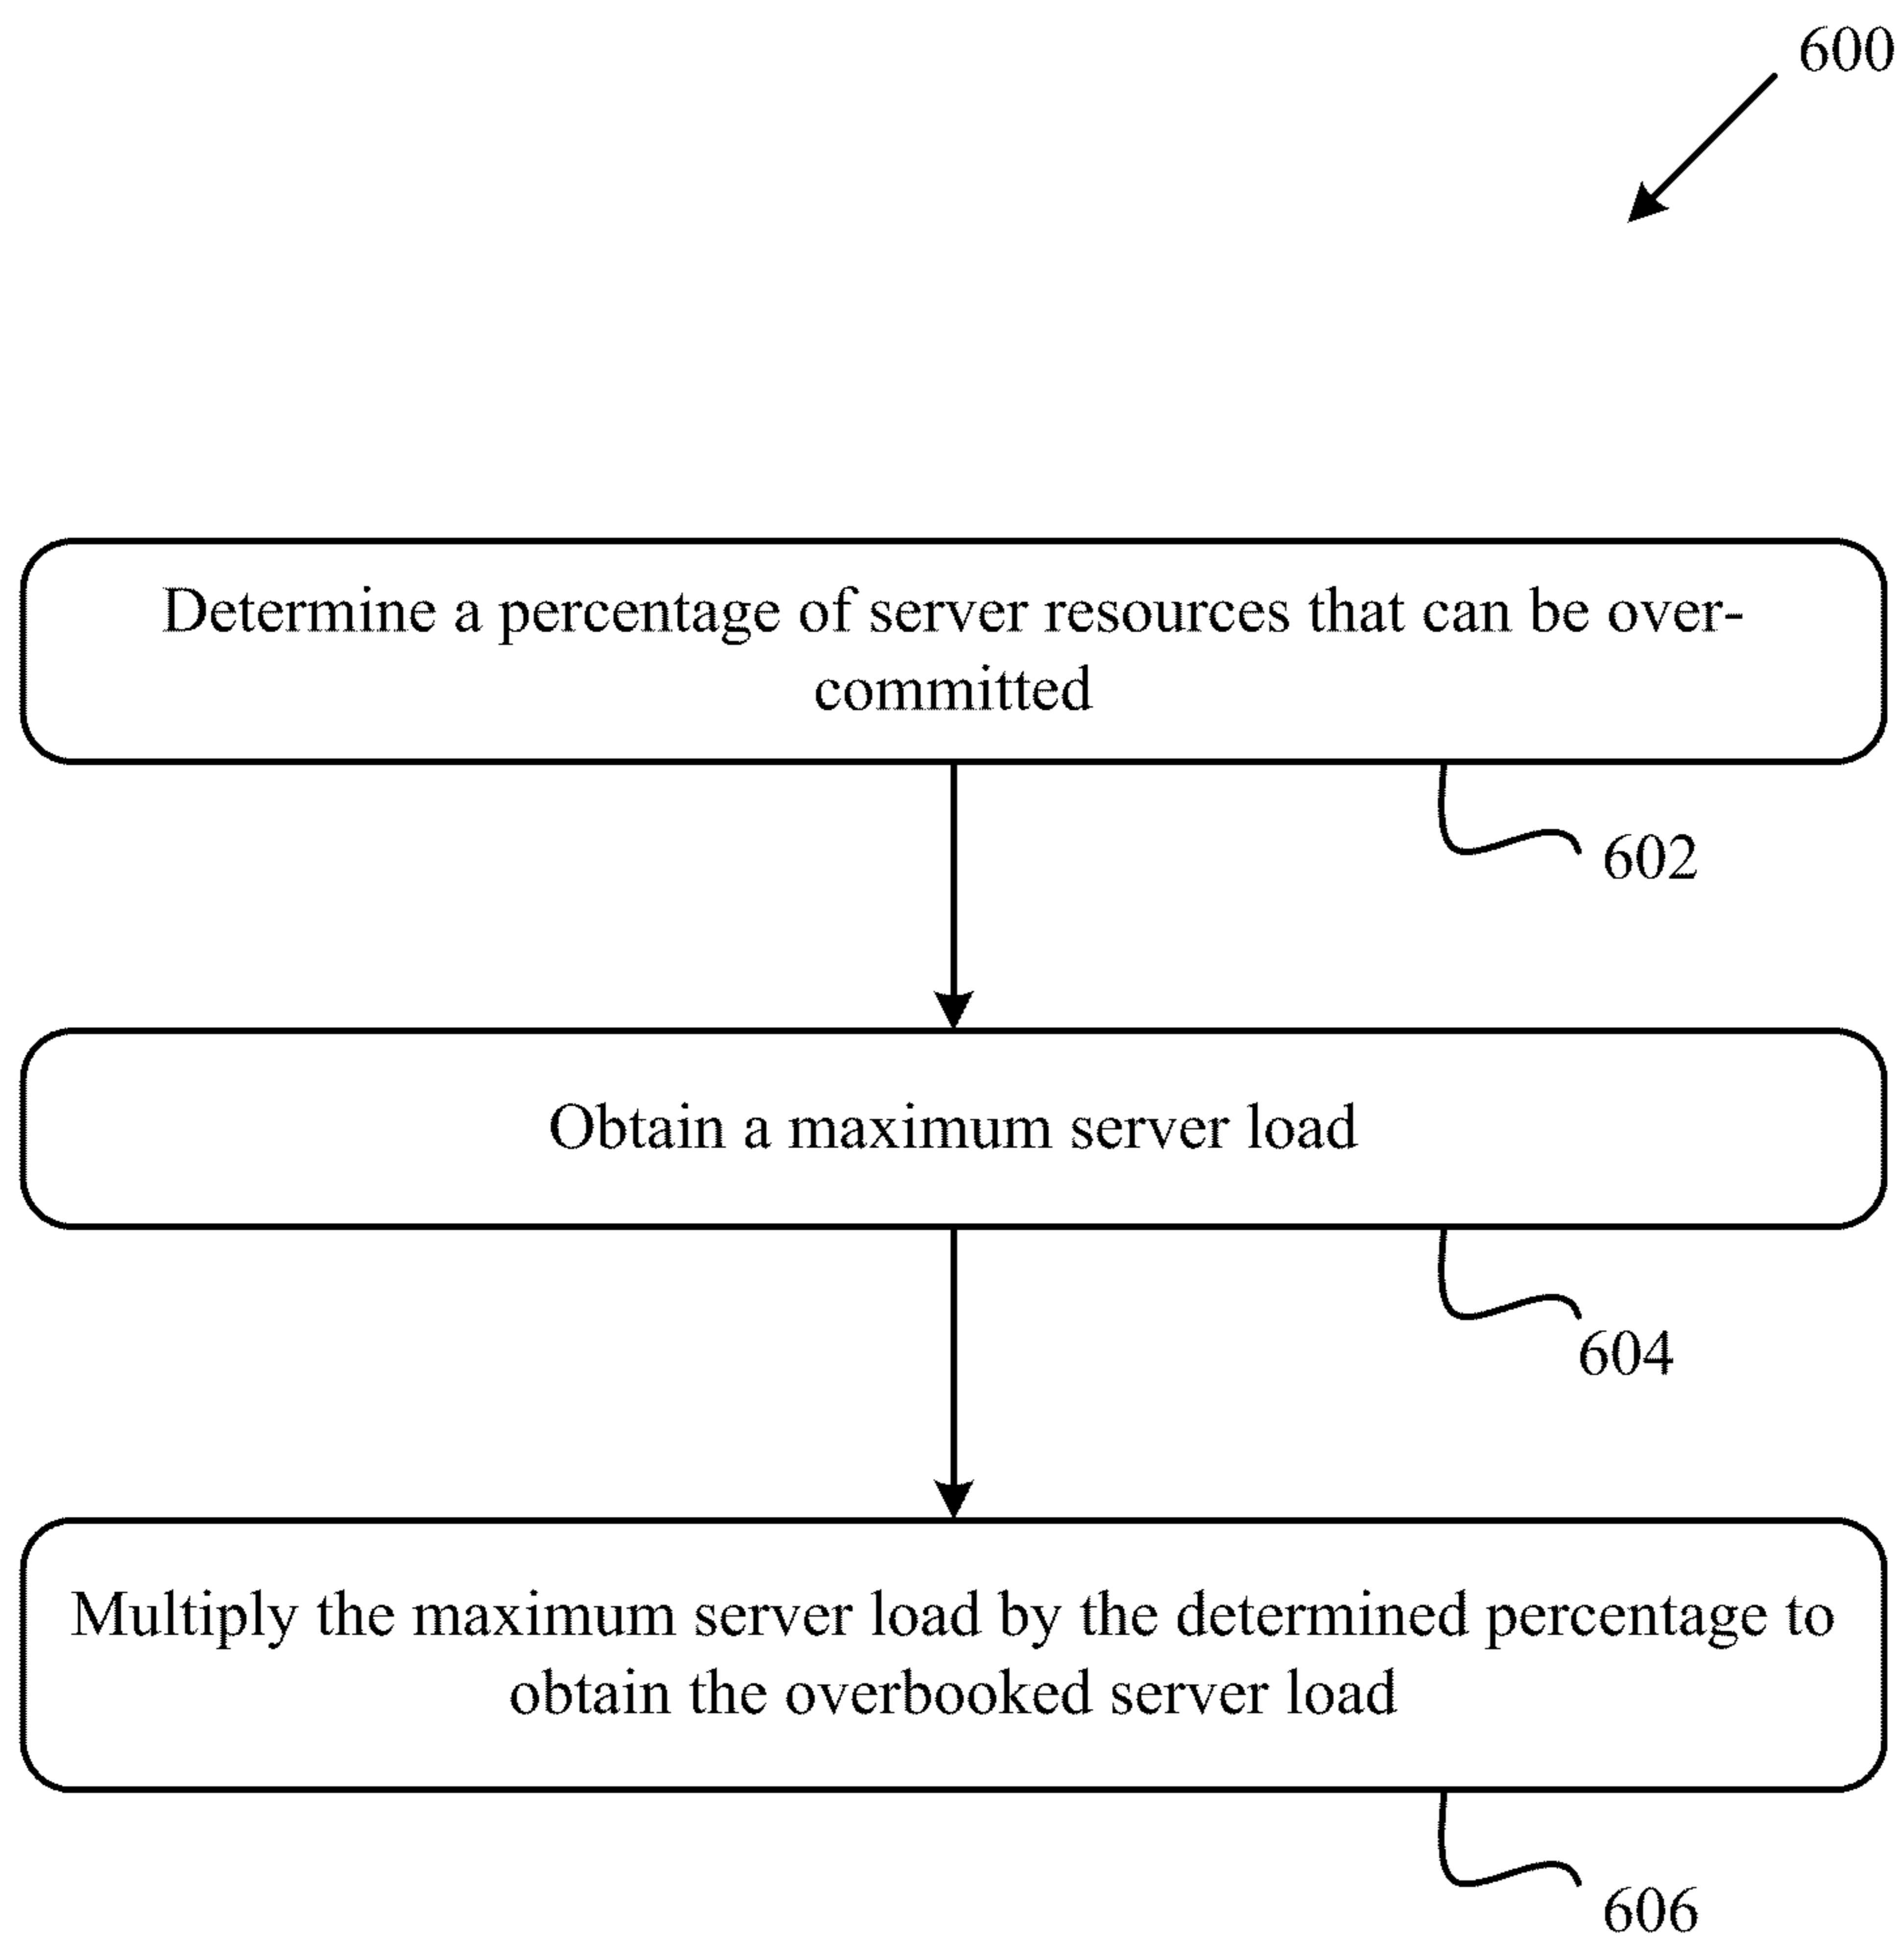 600
Determine a percentage of server resources that can be over-
committed
602
Obtain a maximum server load
604
Multiply the maximum server load by the determined percentage to
obtain the overbooked server load
606